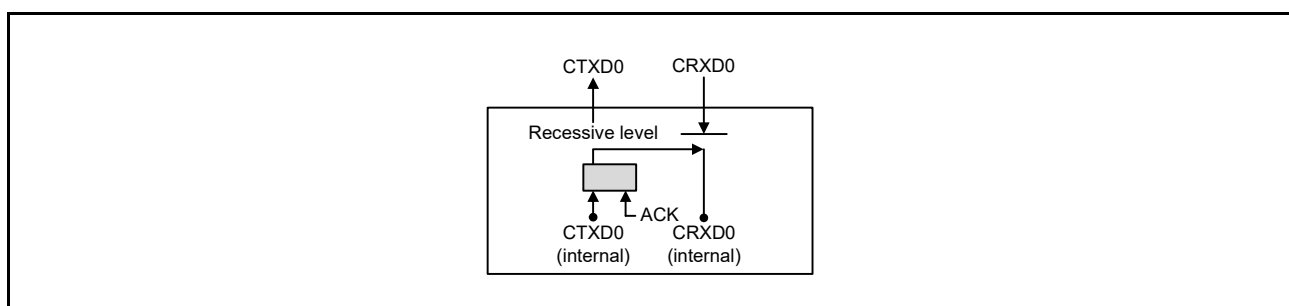 CTXD0
CRXD0
Recessive level
ACK
CTXD0
(internal)
CRXD0
(internal)